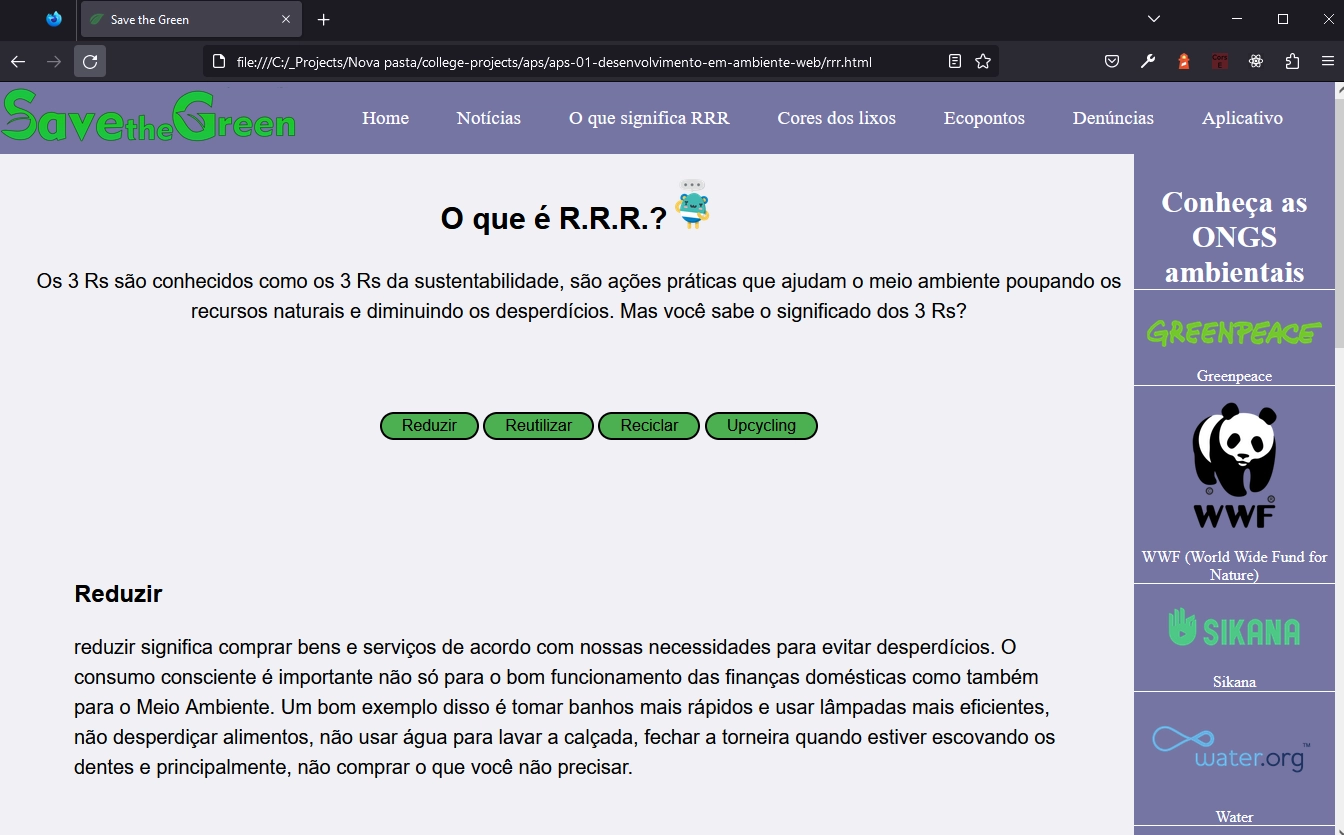 Save the Green
file:///C:/_Projects/Nova pasta/college-projects/aps/aps-01-desenvolvimento-em-ambiente-web/rrr.html
SavetheGreen
Home
Notícias
O que significa RRR
Cores dos lixos
Ecopontos
Denúncias
Aplicativo
O que é R.R.R.?
Os 3 Rs são conhecidos como os 3 Rs da sustentabilidade, são ações práticas que ajudam o meio ambiente poupando os
recursos naturais e diminuindo os desperdícios. Mas você sabe o significado dos 3 Rs?
Reduzir
Reutilizar
Reciclar
Upcycling
Reduzir
reduzir significa comprar bens e serviços de acordo com nossas necessidades para evitar desperdícios. O
consumo consciente é importante não só para o bom funcionamento das finanças domésticas como também
para o Meio Ambiente. Um bom exemplo disso é tomar banhos mais rápidos e usar lâmpadas mais eficientes,
não desperdiçar alimentos, não usar água para lavar a calçada, fechar a torneira quando estiver escovando os
dentes e principalmente, não comprar o que você não precisar.
Conheça as
ONGS
ambientais
GREENPEACE
Greenpeace
® ®
WWF
WWF (World Wide Fund for
Nature)
SIKANA
Sikana
water.org™
Water